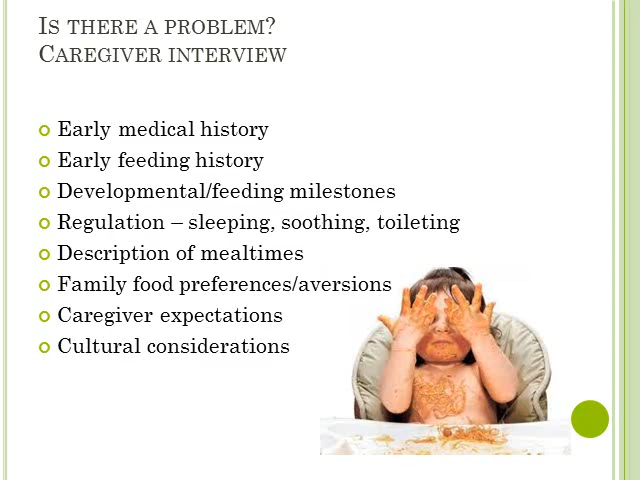 IS THERE A PROBLEM?
CAREGIVER INTERVIEW
Early medical history
Early feeding history
Developmental/feeding milestones
Regulation – sleeping, soothing, toileting
Description of mealtimes
Family food preferences/aversions
Caregiver expectations
Cultural considerations